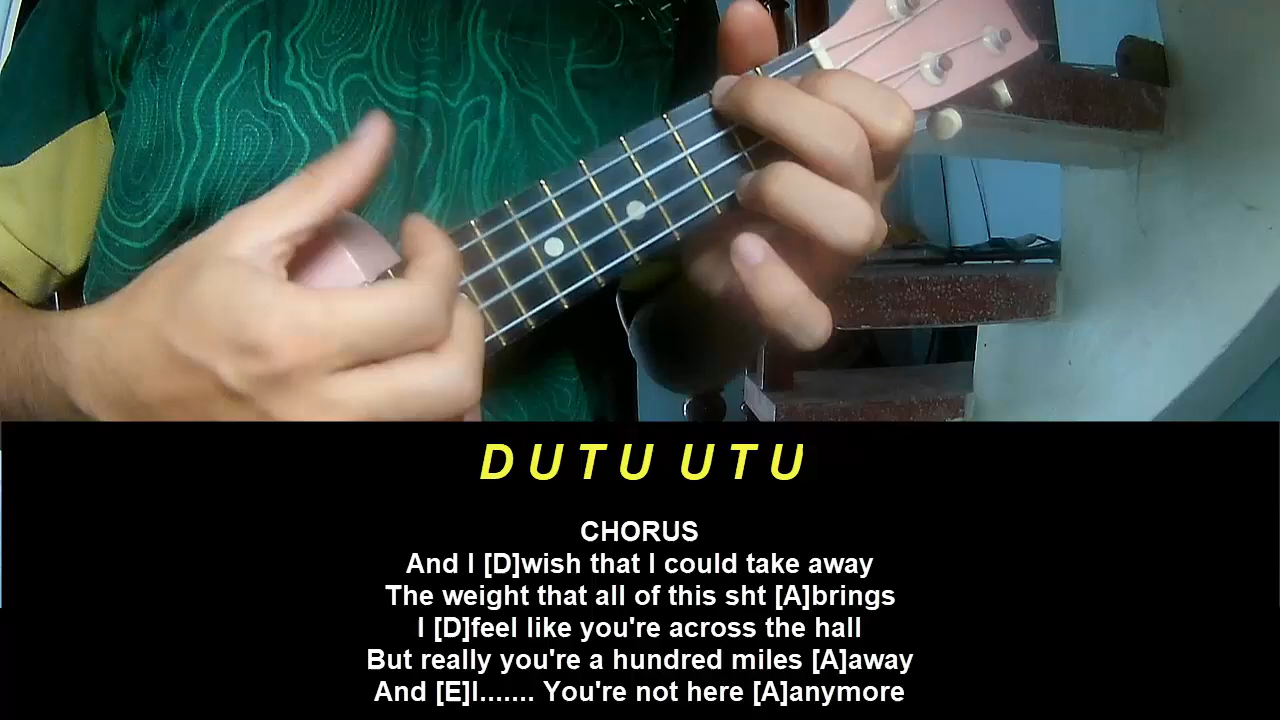 D U T U U T U
CHORUS
And I [D]wish that I could take away
The weight that all of this sht [A]brings
I [D]feel like you're across the hall
But really you're a hundred miles [A]away
And [E]I....... You're not here [A]anymore